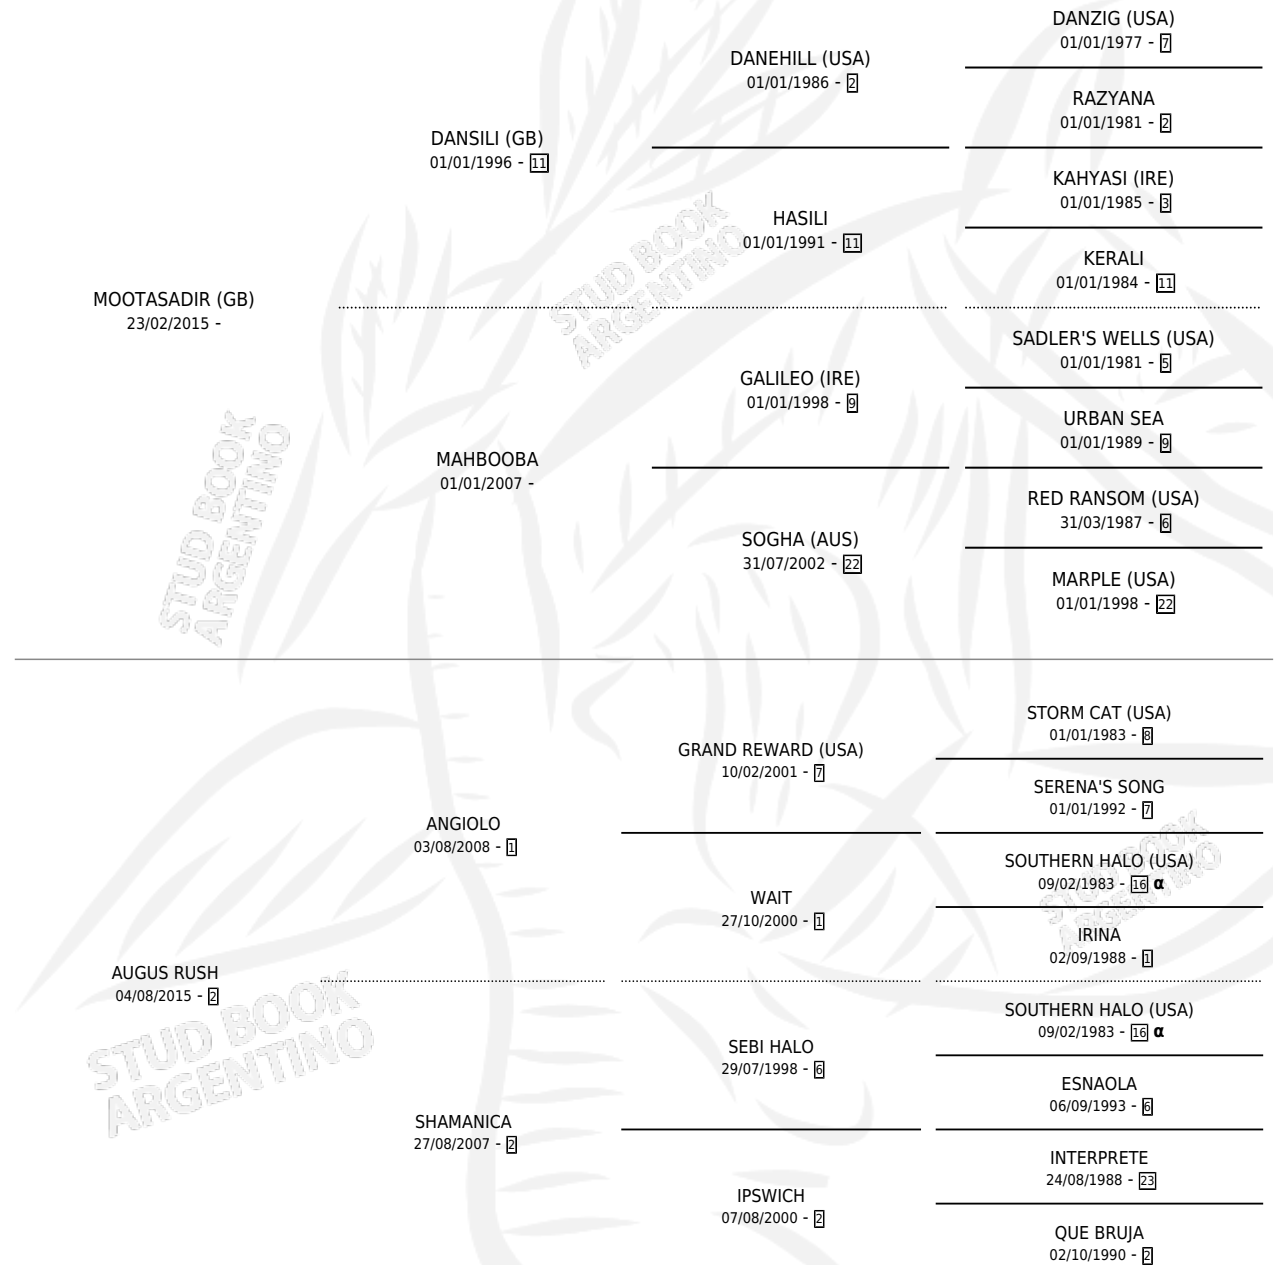 DANZIG (USA)
01/01/1977 - 7
DANEHILL (USA)
01/01/1986 - 2
RAZYANA
01/01/1981 - 2
DANSILI (GB)
01/01/1996 - 11
KAHYASI (IRE)
01/01/1985 - 3
HASILI
01/01/1991 - 11
KERALI
01/01/1984 - 11
STUD BOOK
ARGENTINO
MOOTASADIR (GB)
23/02/2015 -
SADLER'S WELLS (USA)
01/01/1981 - 5
GALILEO (IRE)
01/01/1998 - 9
URBAN SEA
01/01/1989 - 9
MAHBOOBA
01/01/2007 -
RED RANSOM (USA)
31/03/1987 - 6
SOGHA (AUS)
31/07/2002 - 22
MARPLE (USA)
01/01/1998 - 22
STUD BOOK
ARGENTINO
STORM CAT (USA)
01/01/1983 - 8
GRAND REWARD (USA)
10/02/2001 - 7
SERENA'S SONG
01/01/1992 - 7
ANGIOLO
03/08/2008 - 1
SOUTHERN HALO (USA)
09/02/1983 - 16 α
WAIT
27/10/2000 - 1
IRINA
02/09/1988 - 1
STUD BOOK
ARGENTINO
AUGUS RUSH
04/08/2015 - 2
SOUTHERN HALO (USA)
09/02/1983 - 16 α
SEBI HALO
29/07/1998 - 6
ESNAOLA
06/09/1993 - 6
SHAMANICA
27/08/2007 - 2
INTERPRETE
24/08/1988 - 23
IPSWICH
07/08/2000 - 2
QUE BRUJA
02/10/1990 - 2
STUD BOOK
ARGENTINO